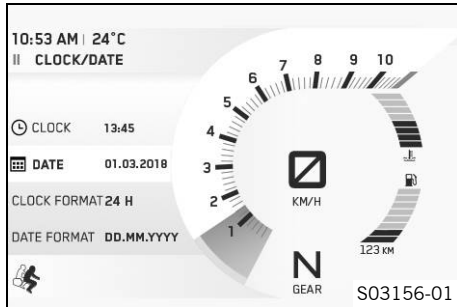 10:53 AM | 24°C
II CLOCK/DATE
CLOCK 13:45
DATE 01.03.2018
CLOCK FORMAT 24 H
DATE FORMAT DD.MM.YYYY
1 2 3 4 5 6 7 8 9 10
0
KM/H
N
GEAR
123 KM
S03156-01